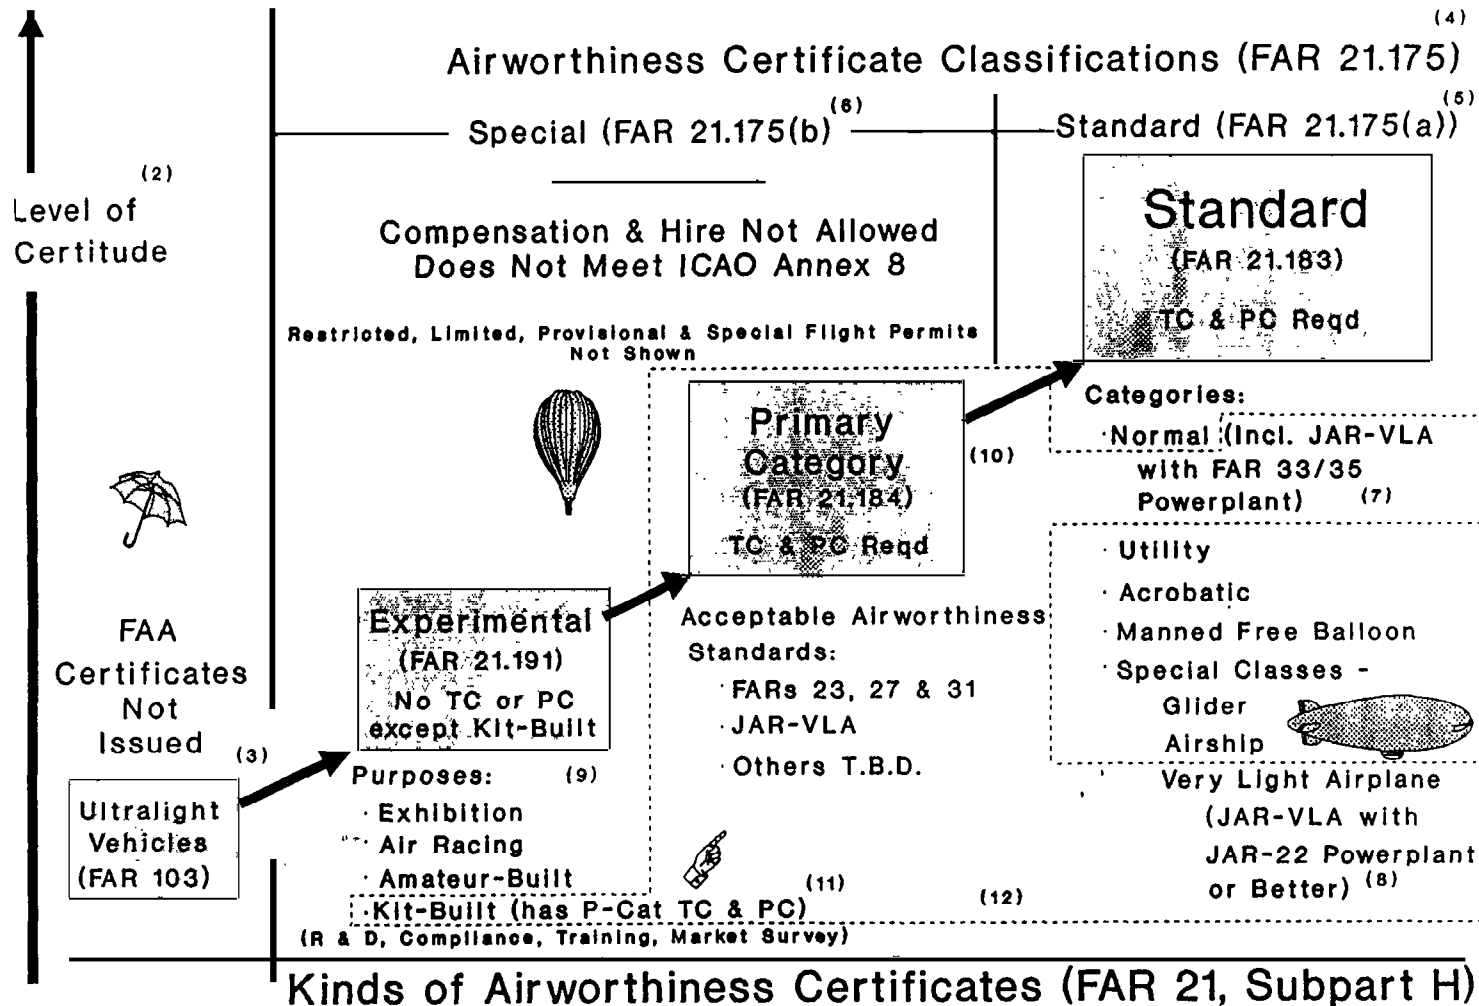 (4)
Airworthiness Certificate Classifications (FAR 21.175)
(6)
Special (FAR 21.175(b)
(5)
Standard (FAR 21.175(a))
(2)
Level of
Certitude
Compensation & Hire Not Allowed
Does Not Meet ICAO Annex 8
Restricted, Limited, Provisional & Special Flight Permits
Not Shown
Standard
(FAR 21.183)
TC & PC Reqd
Categories:
·Normal (Incl. JAR-VLA
with FAR 33/35
Powerplant) (7)
· Utility
· Acrobatic
· Manned Free Balloon
· Special Classes -
Glider
Airship
Very Light Airplane
(JAR-VLA with
JAR-22 Powerplant
or Better) (8)
Primary
Category
(FAR 21.184)
TC & PC Reqd
(10)
Acceptable Airworthiness
Standards:
· FARs 23, 27 & 31
· JAR-VLA
· Others T.B.D.
Experimental
(FAR 21.191)
No TC or PC
except Kit-Built
Purposes: (9)
· Exhibition
· Air Racing
· Amateur-Built
·Kit-Built (has P-Cat TC & PC) (11)
(12)
(R & D, Compliance, Training, Market Survey)
FAA
Certificates
Not
Issued
(3)
Ultralight
Vehicles
(FAR 103)
Kinds of Airworthiness Certificates (FAR 21, Subpart H)